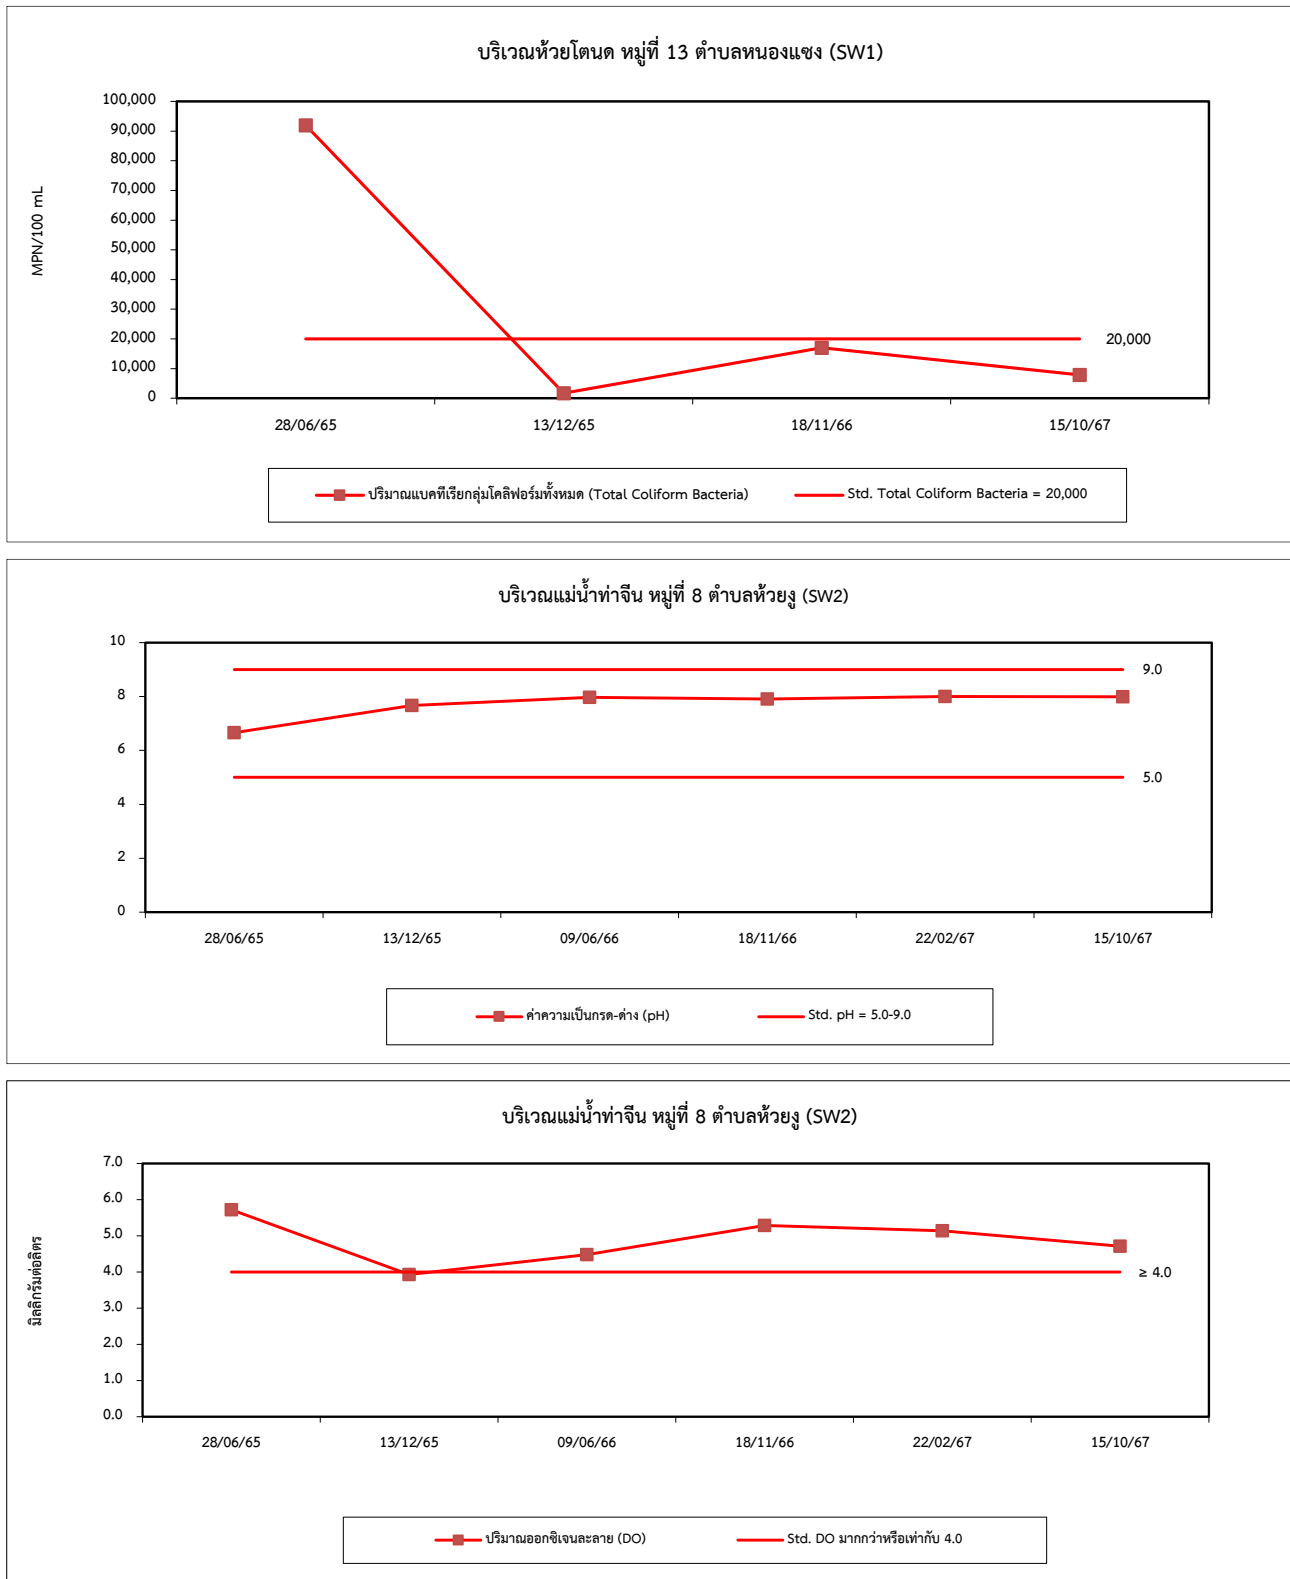 บริเวณห้วยโตนด หมู่ที่ 13 ตำบลหนองแซง (SW1)
MPN/100 mL
100,000
90,000
80,000
70,000
60,000
50,000
40,000
30,000
20,000
10,000
0
20,000
28/06/65 13/12/65 18/11/66 15/10/67
ปริมาณแบคทีเรียกลุ่มโคลิฟอร์มทั้งหมด (Total Coliform Bacteria) Std. Total Coliform Bacteria = 20,000
บริเวณแม่น้ำท่าจีน หมู่ที่ 8 ตำบลห้วยงู (SW2)
10
8
6
4
2
0
9.0
5.0
28/06/65 13/12/65 09/06/66 18/11/66 22/02/67 15/10/67
ค่าความเป็นกรด-ด่าง (pH) Std. pH = 5.0-9.0
บริเวณแม่น้ำท่าจีน หมู่ที่ 8 ตำบลห้วยงู (SW2)
มิลลิกรัมต่อลิตร
7.0
6.0
5.0
4.0
3.0
2.0
1.0
0.0
≥ 4.0
28/06/65 13/12/65 09/06/66 18/11/66 22/02/67 15/10/67
ปริมาณออกซิเจนละลาย (DO) Std. DO มากกว่าหรือเท่ากับ 4.0